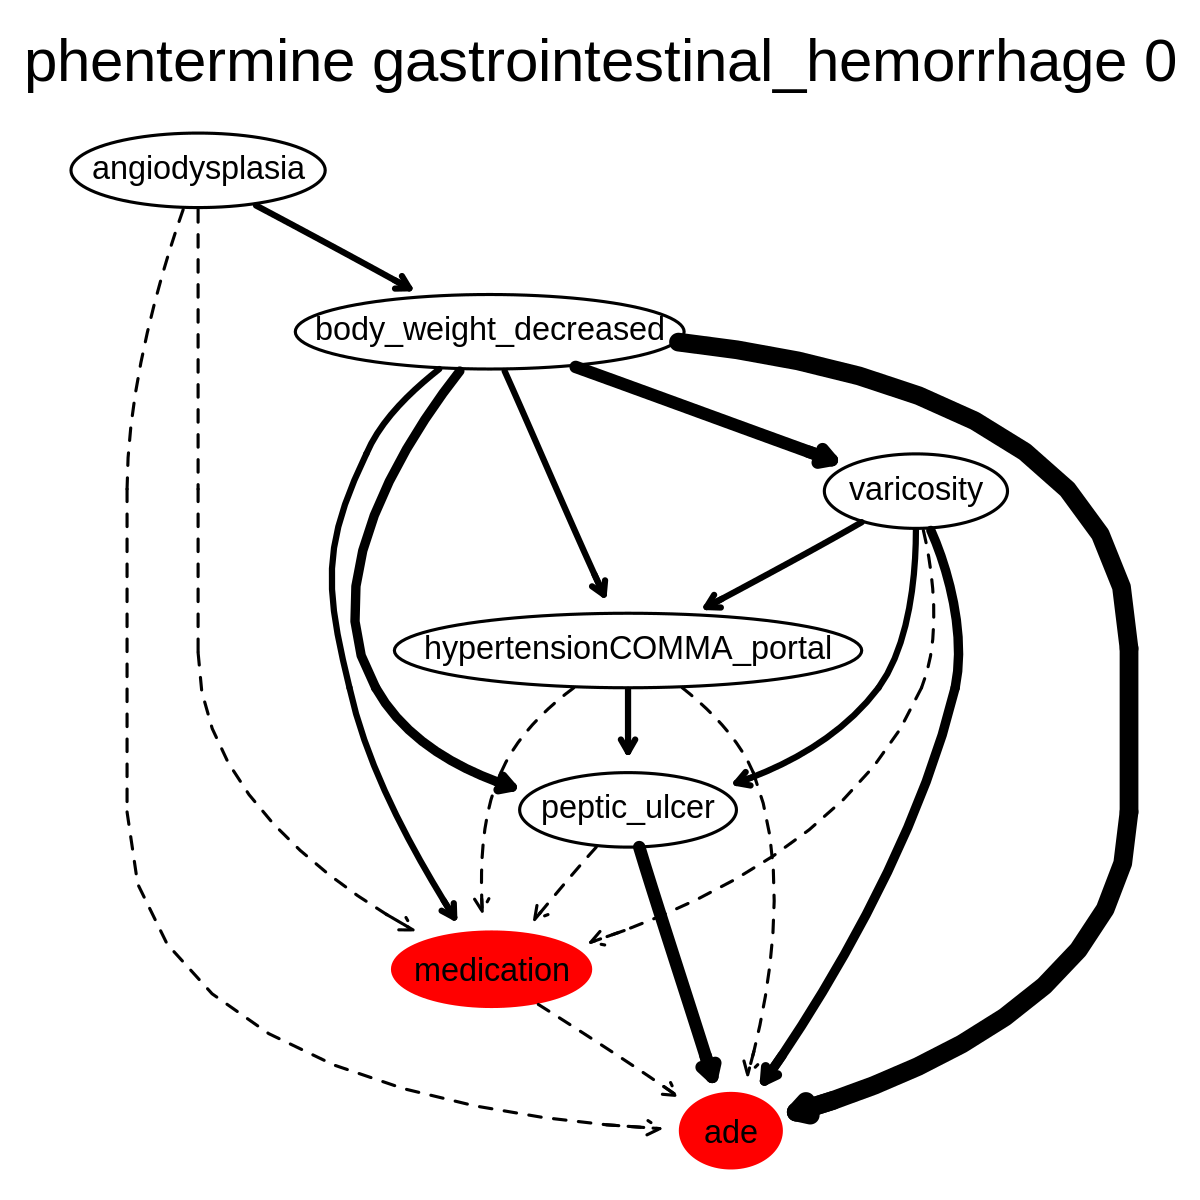 phentermine gastrointestinal_hemorrhage 0
angiodysplasia
body_weight_decreased
varicosity
hypertensionCOMMA_portal
peptic_ulcer
medication
ade